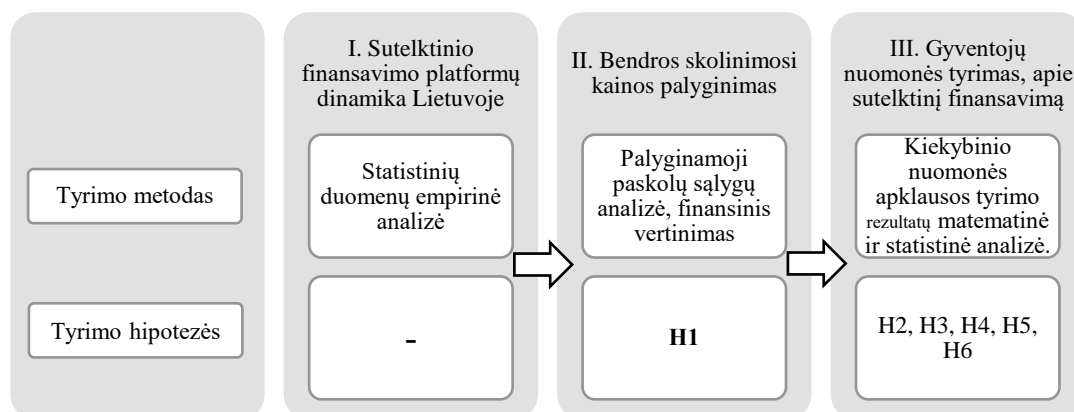 I. Sutelktinio
finansavimo platformų
dinamika Lietuvoje
II. Bendros skolinimosi
kainos palyginimas
III. Gyventojų
nuomonės tyrimas, apie
sutelktinį finansavimą
Tyrimo metodas
Statistinių
duomenų empirinė
analizė
Palyginamoji
paskolų sąlygų
analizė, finansinis
vertinimas
Kiekybinio
nuomonės
apklausos tyrimo
rezultatų matematinė
ir statistinė analizė.
Tyrimo hipotezės
-
H1
H2, H3, H4, H5,
H6